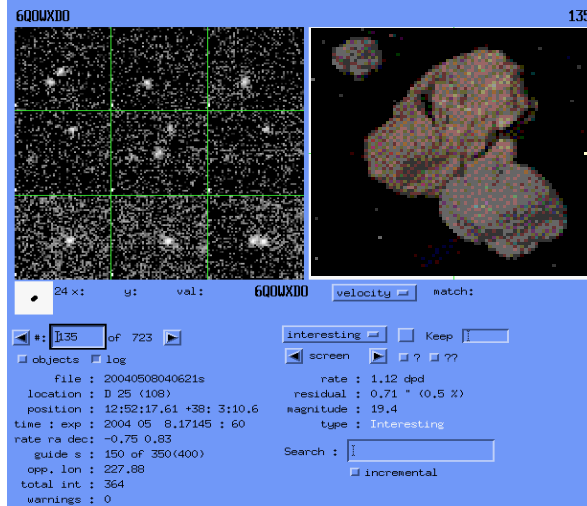 6Q0WXD0 135
24 x: y: val: 6Q0WXD0 velocity match:
#: 135 of 723 interesting Keep
objects log screen ? ??
file : 20040508040621s rate : 1.12 dpd
location : D 25 (108) residual : 0.71 " (0.5 %)
position : 12:52:17.61 +38: 3:10.6 magnitude : 19.4
time : exp : 2004 05 8.17145 : 60 type : Interesting
rate ra dec: -0.75 0.83
guide s : 150 of 350(400) Search :
opp. lon : 227.88 incremental
total int : 364
warnings : 0